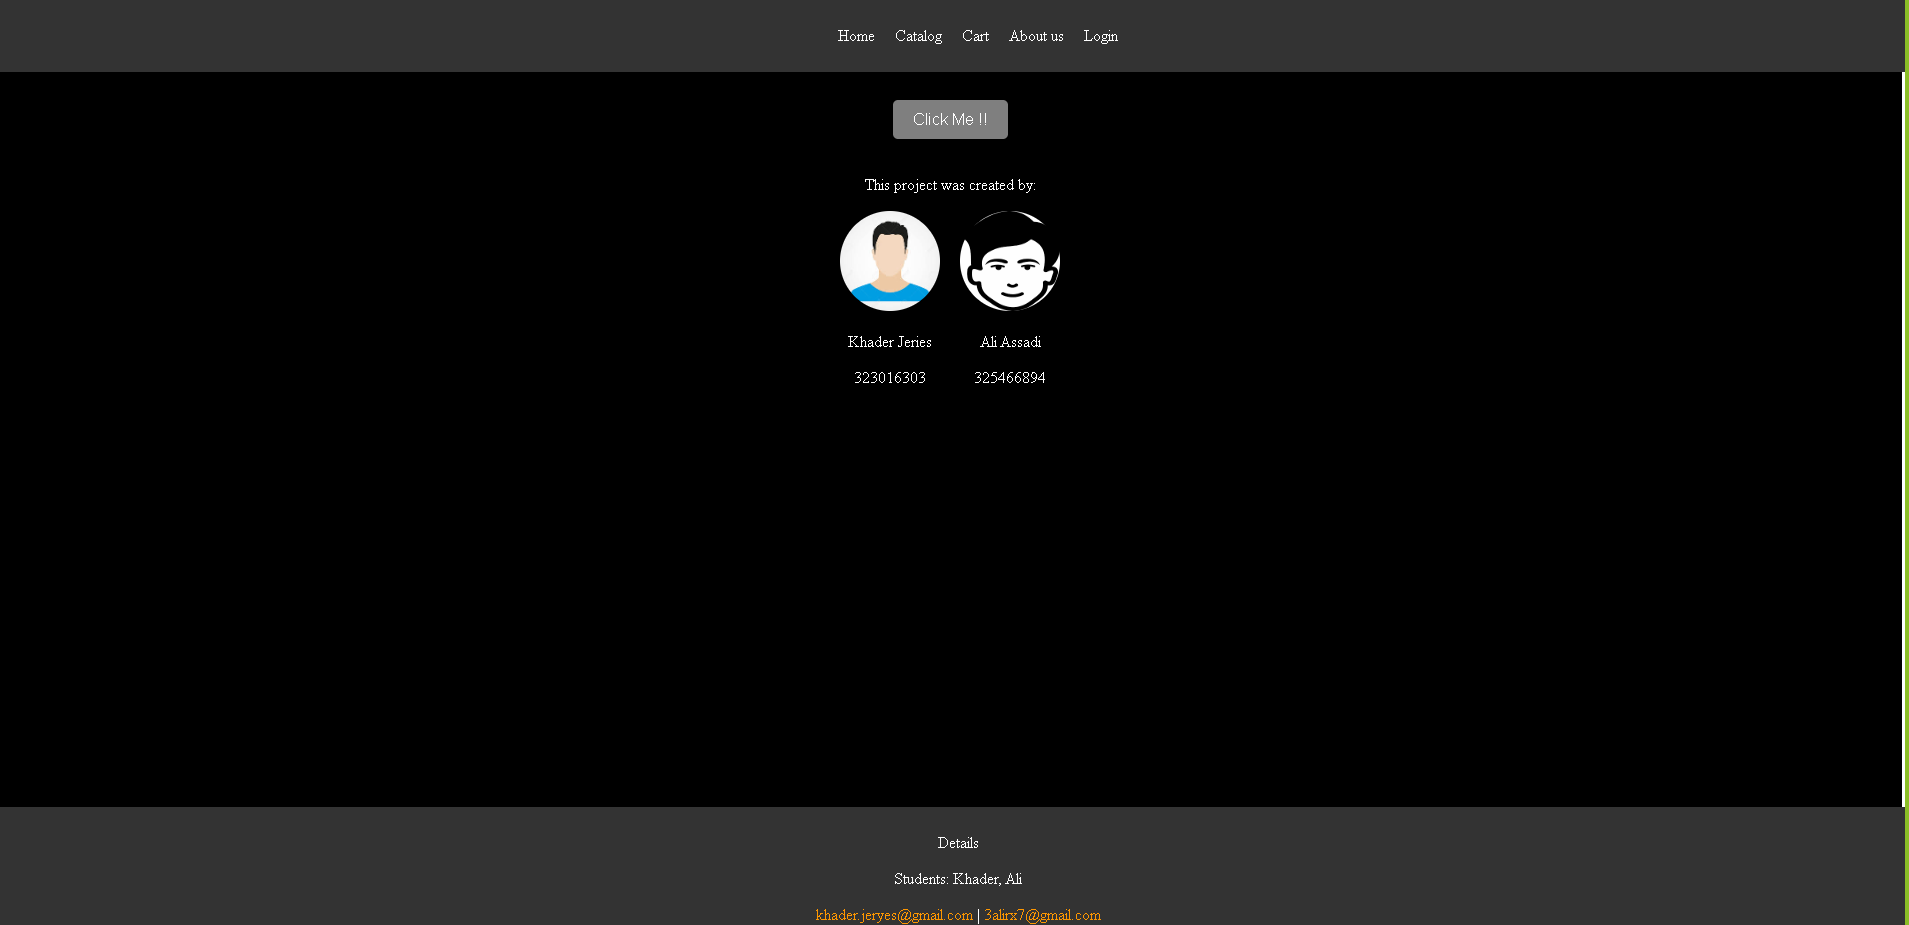 Home Catalog Cart About us Login
Click Me !!
This project was created by:
Khader Jeries Ali Assadi
323016303 325466894
Details
Students: Khader, Ali
khader.jeryes@gmail.com | 3alirx7@gmail.com